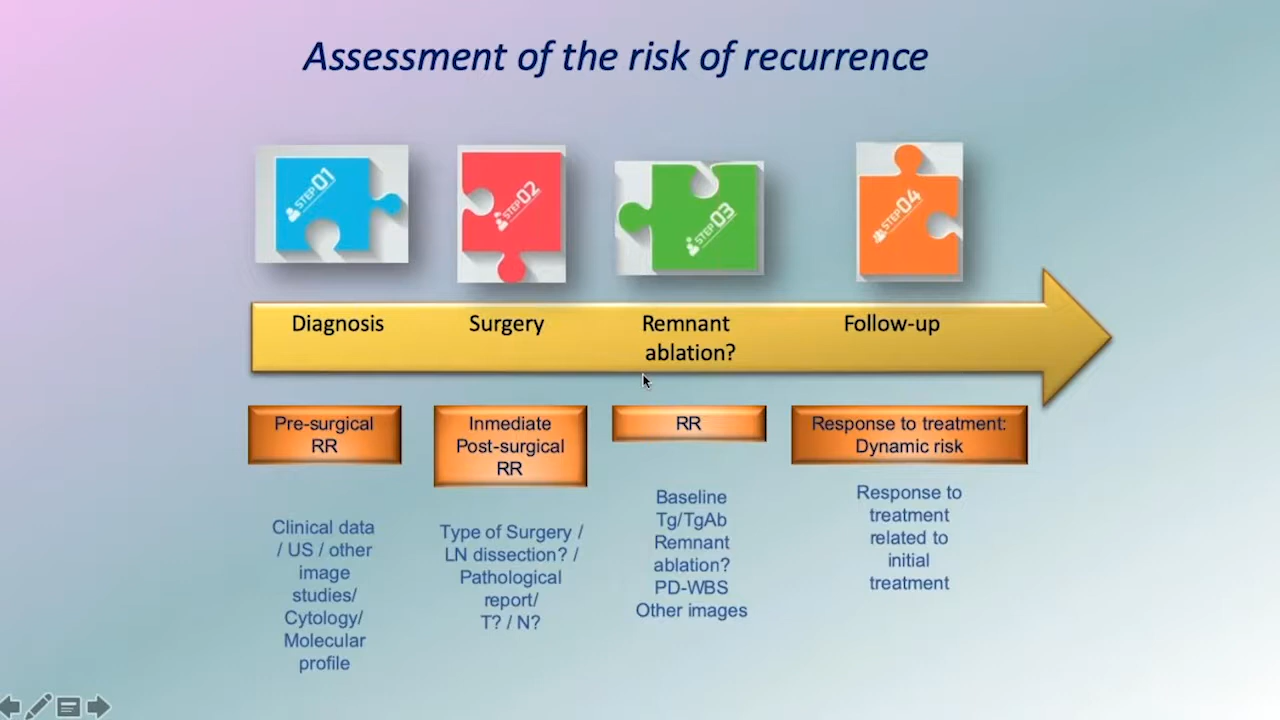 Assessment of the risk of recurrence
STEP 01
STEP 02
STEP 03
STEP 04
Diagnosis
Surgery
Remnant
ablation?
Follow-up
Pre-surgical
RR
Inmediate
Post-surgical
RR
RR
Response to treatment:
Dynamic risk
Clinical data
/ US / other
image
studies/
Cytology/
Molecular
profile
Type of Surgery /
LN dissection? /
Pathological
report/
T? / N?
Baseline
Tg/TgAb
Remnant
ablation?
PD-WBS
Other images
Response to
treatment
related to
initial
treatment